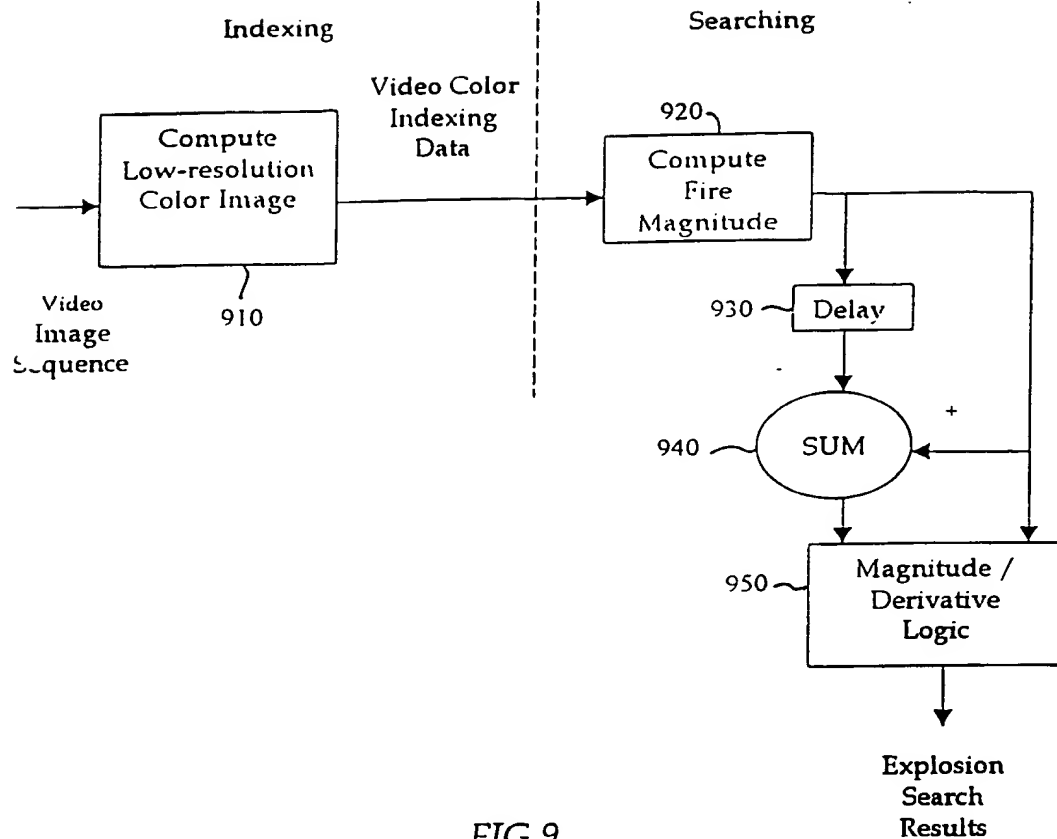 Indexing
Searching
Video Color
Indexing
Data
Compute
Low-resolution
Color Image
910
Video
Image
920
Compute
Fire
Magnitude
930
Delay
940
SUM
+
950
Magnitude /
Derivative
Logic
Explosion
Search
Results
FIG 9